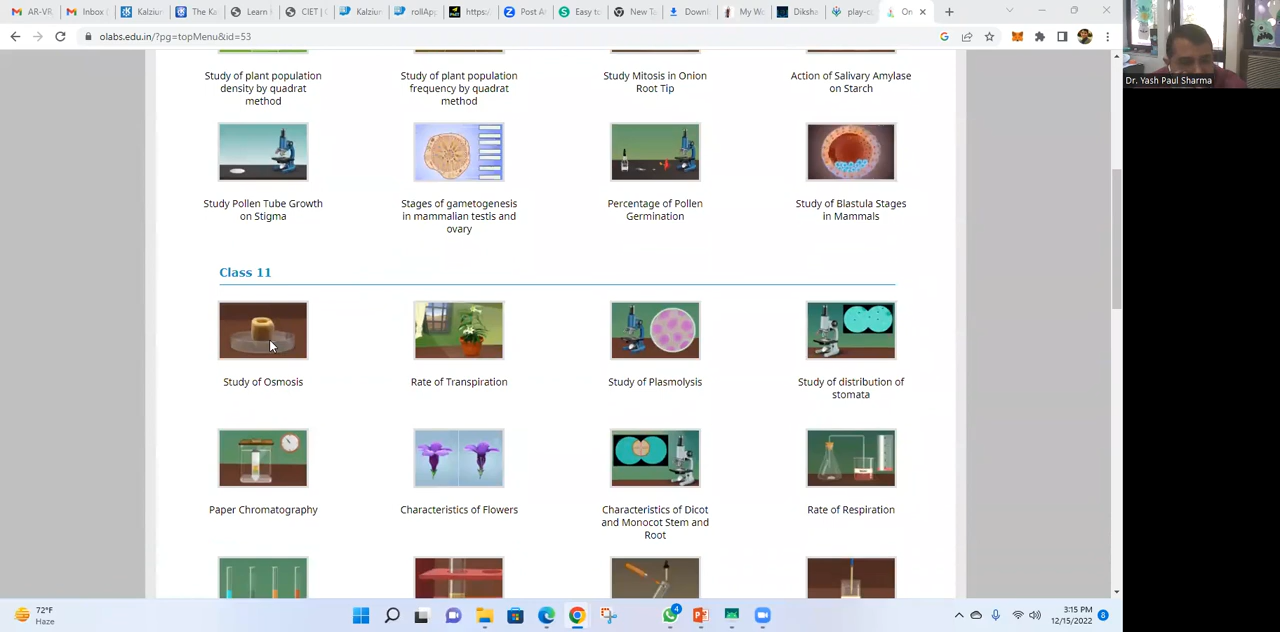 AR-VR,
Inbox (
Kalzium
The Ka
Learn H
CIET | C
Kalzium
rollApp
https:/
Post At
Easy to
New T
Downl
My Wo
Diksha
play-c
On
olabs.edu.in/?pg=topMenu&id=53
Dr. Yash Paul Sharma
Study of plant population
density by quadrat
method
Study of plant population
frequency by quadrat
method
Study Mitosis in Onion
Root Tip
Action of Salivary Amylase
on Starch
Study Pollen Tube Growth
on Stigma
Stages of gametogenesis
in mammalian testis and
ovary
Percentage of Pollen
Germination
Study of Blastula Stages
in Mammals
Class 11
Study of Osmosis
Rate of Transpiration
Study of Plasmolysis
Study of distribution of
stomata
Paper Chromatography
Characteristics of Flowers
Characteristics of Dicot
and Monocot Stem and
Root
Rate of Respiration
72°F
Haze
4
3:15 PM
12/15/2022
8